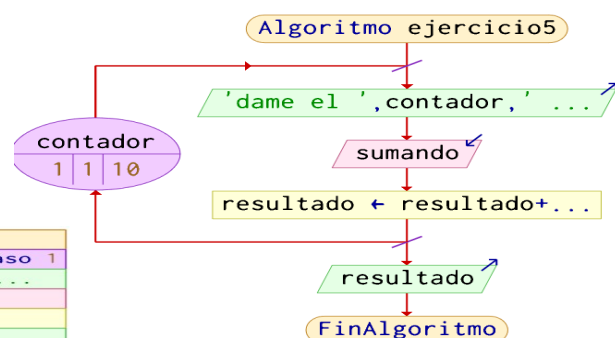 Algoritmo ejercicio5
'dame el ',contador,' ...
contador
1 1 10
sumando
resultado ← resultado+...
aso 1
...
resultado
FinAlgoritmo